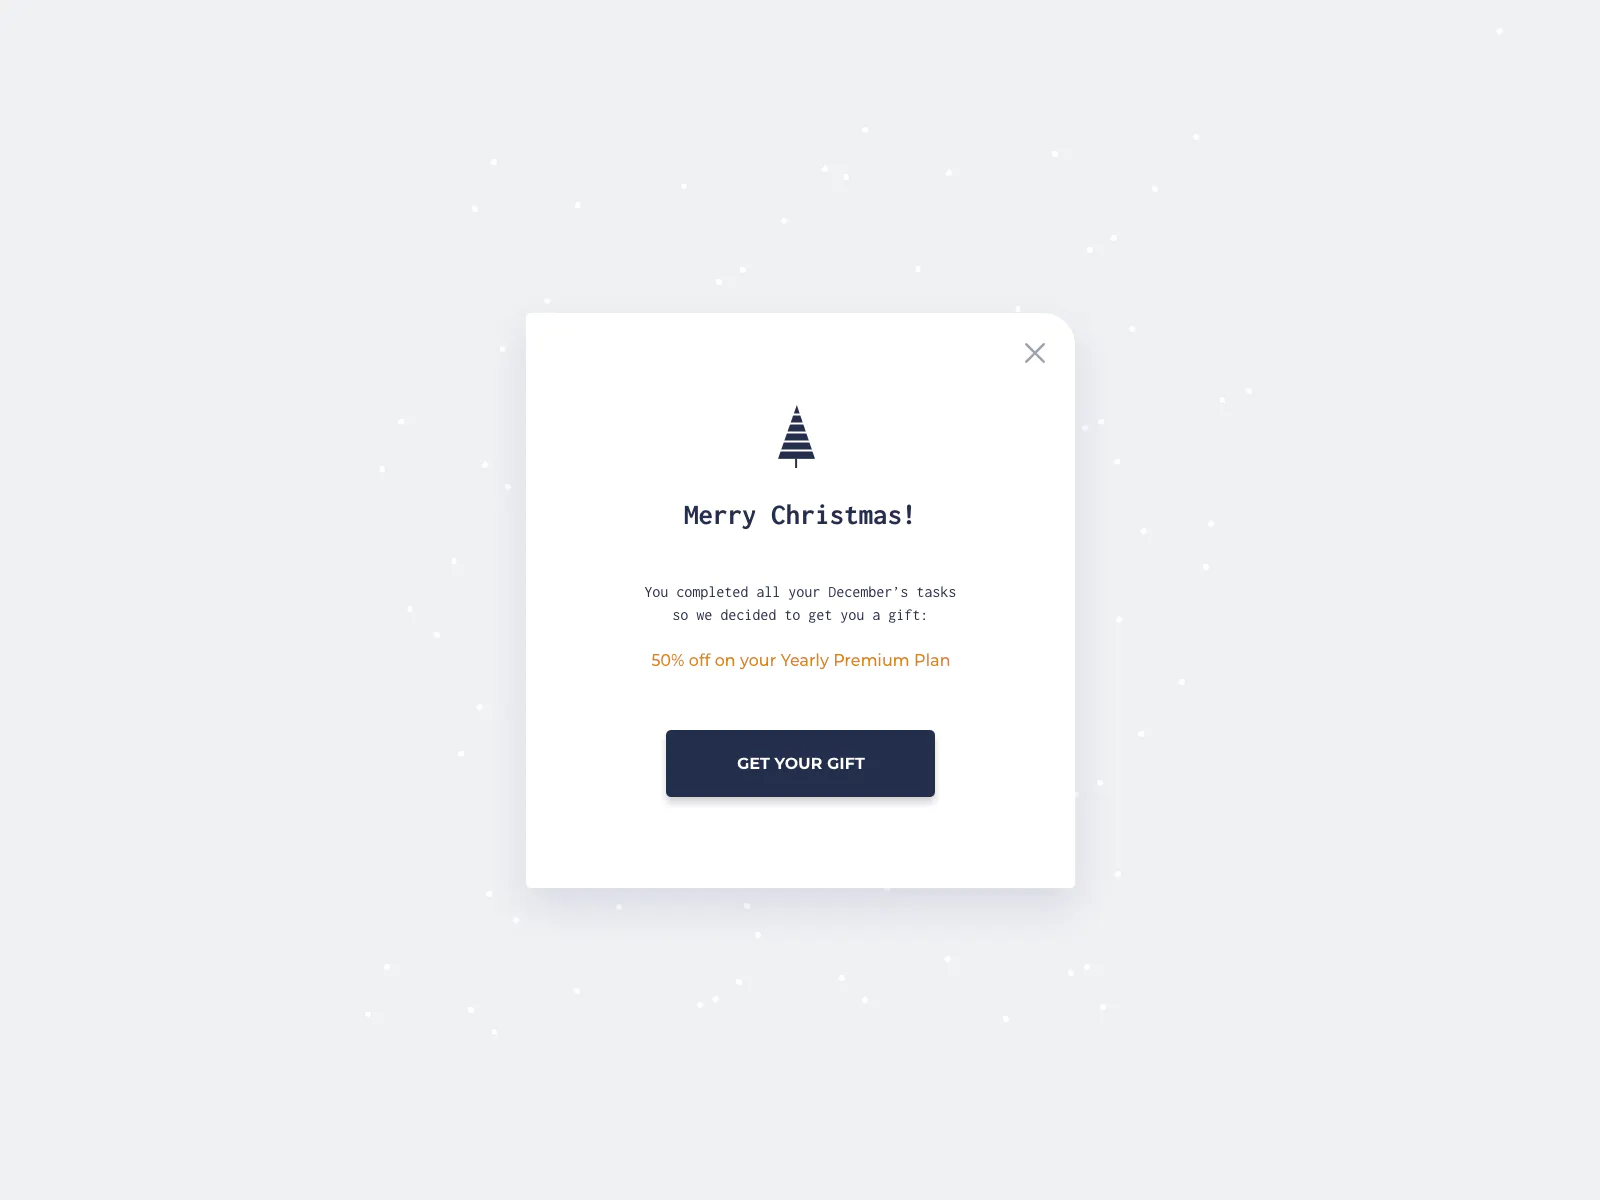 Merry Christmas!
You completed all your December’s tasks
so we decided to get you a gift:
50% off on your Yearly Premium Plan
GET YOUR GIFT